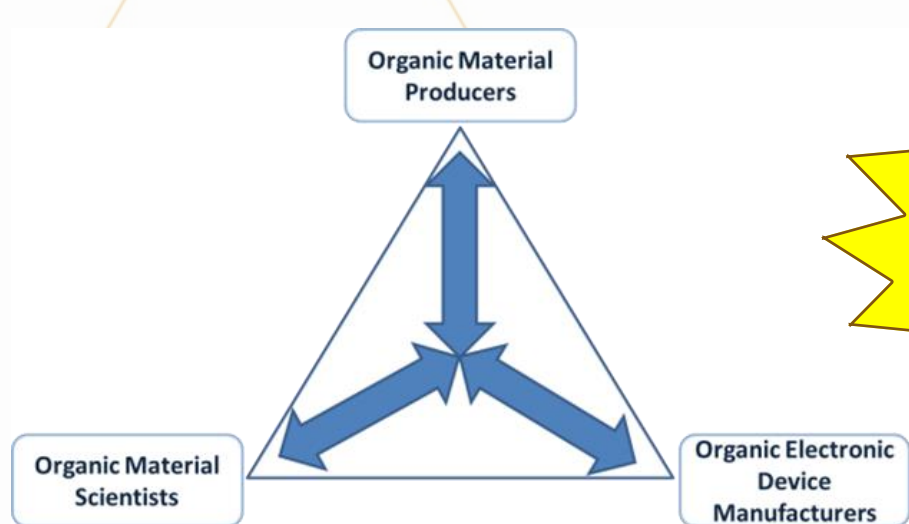 Organic Material
Producers
Organic Material
Scientists
Organic Electronic
Device
Manufacturers